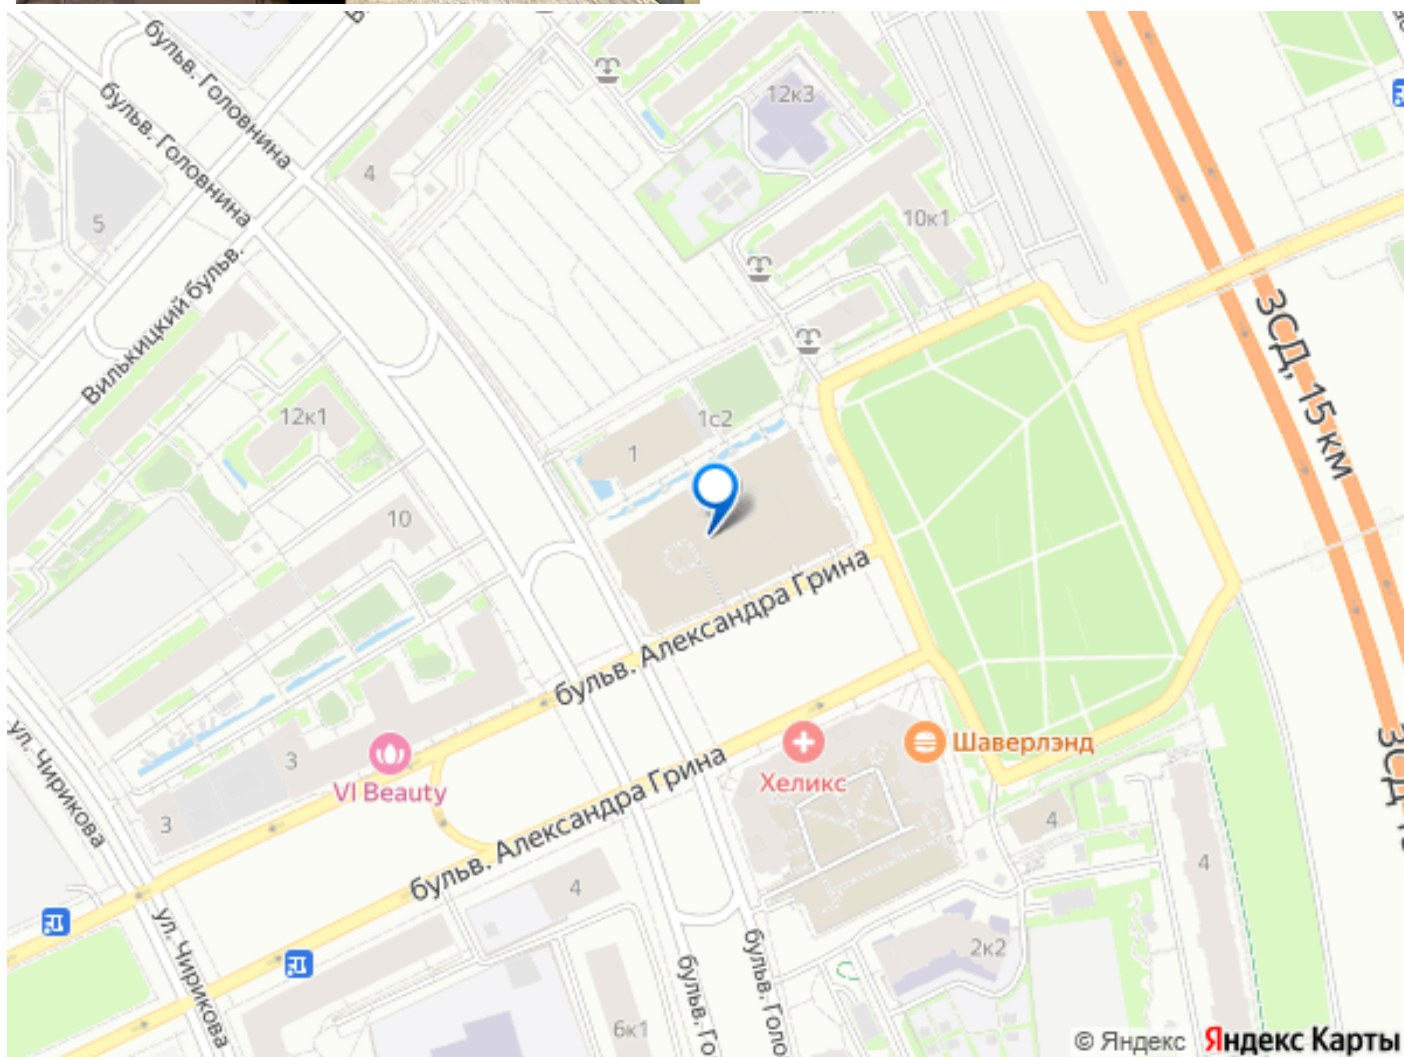 12к1
бульв. Головнина
бульв. Головнина
12к3
4
5
10к1
Вилькицкий бульв.
ЗСД, 15 км
12к1
1с2
1
10
бульв. Александра Грина
ул. Чирикова
3
VI Beauty
3
Хеликс
Шаверлэнд
бульв. Александра Грина
4
4
4
ул. Чирикова
2к2
6к1
бульв. Го
бульв. Голо
© Яндекс Яндекс Карты